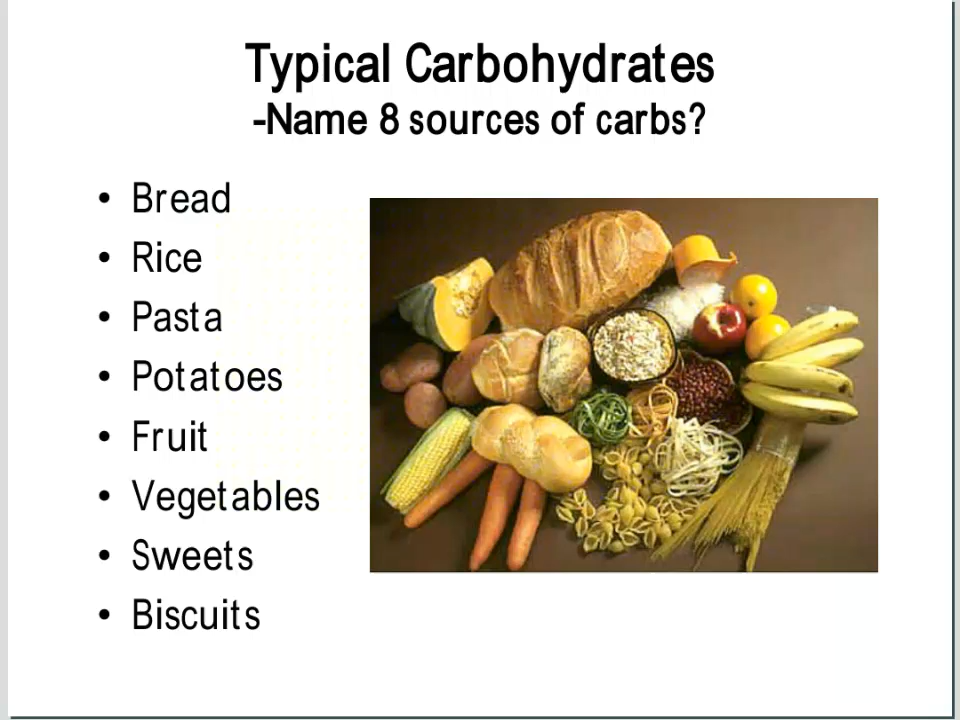 Typical Carbohydrates
-Name 8 sources of carbs?
• Bread
• Rice
• Pasta
• Potatoes
• Fruit
• Vegetables
• Sweets
• Biscuits